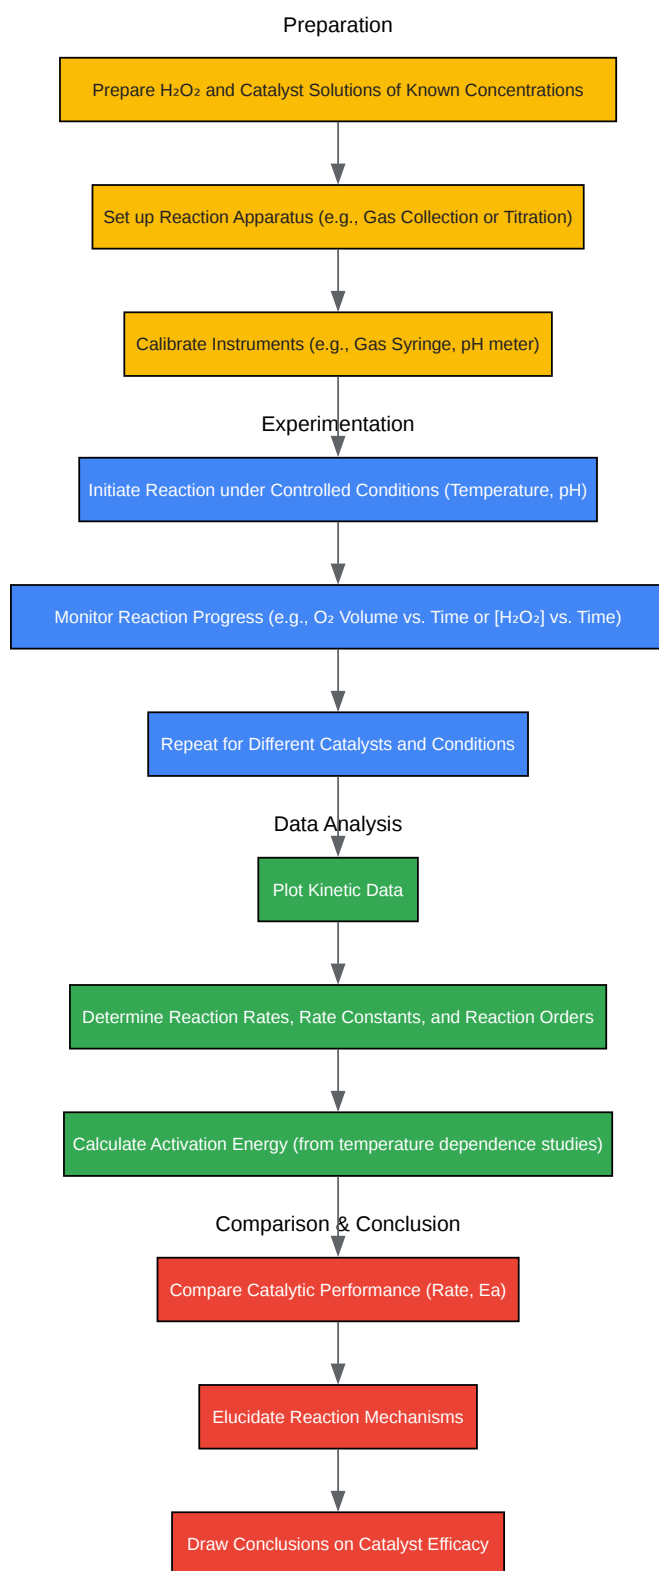 Preparation
Prepare H₂O₂ and Catalyst Solutions of Known Concentrations
Set up Reaction Apparatus (e.g., Gas Collection or Titration)
Calibrate Instruments (e.g., Gas Syringe, pH meter)
Experimentation
Initiate Reaction under Controlled Conditions (Temperature, pH)
Monitor Reaction Progress (e.g., O₂ Volume vs. Time or [H₂O₂] vs. Time)
Repeat for Different Catalysts and Conditions
Data Analysis
Plot Kinetic Data
Determine Reaction Rates, Rate Constants, and Reaction Orders
Calculate Activation Energy (from temperature dependence studies)
Comparison & Conclusion
Compare Catalytic Performance (Rate, Ea)
Elucidate Reaction Mechanisms
Draw Conclusions on Catalyst Efficacy